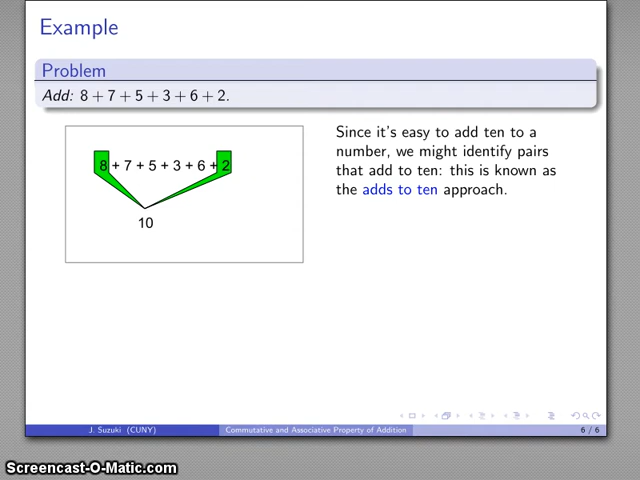 Example
Problem
Add: 8 + 7 + 5 + 3 + 6 + 2.
8 + 7 + 5 + 3 + 6 + 2
10
Since it's easy to add ten to a
number, we might identify pairs
that add to ten: this is known as
the adds to ten approach.
J. Suzuki (CUNY)
Commutative and Associative Property of Addition
6 / 6
Screencast-O-Matic.com